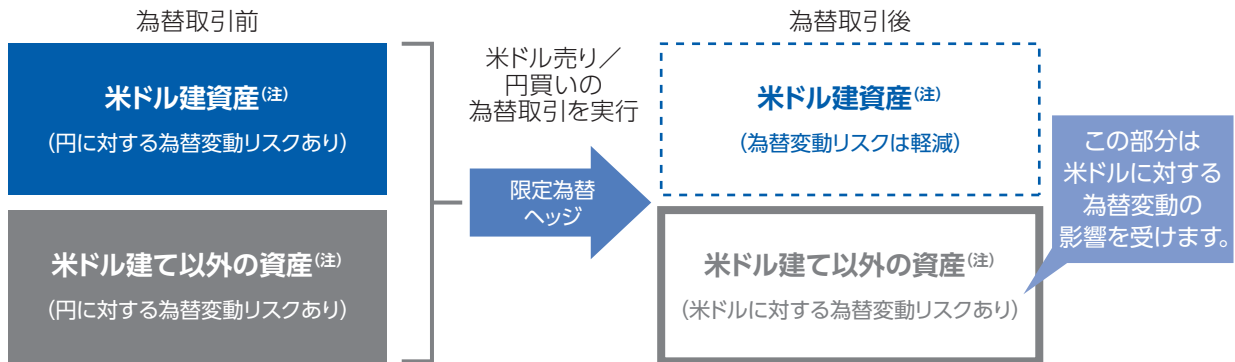 為替取引前
米ドル建資産(注)
(円に対する為替変動リスクあり)
米ドル建て以外の資産(注)
(円に対する為替変動リスクあり)
米ドル売り/
円買いの
為替取引を実行
限定為替
ヘッジ
為替取引後
米ドル建資産(注)
(為替変動リスクは軽減)
米ドル建て以外の資産(注)
(米ドルに対する為替変動リスクあり)
この部分は
米ドルに対する
為替変動の
影響を受けます。